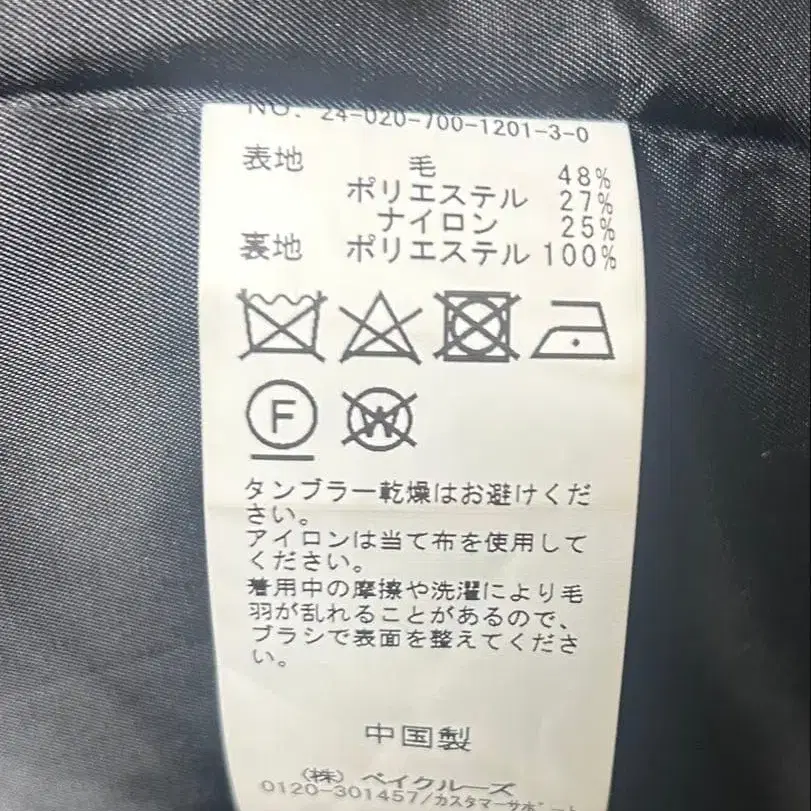 NO. 24-020-700-1201-3-0
表地 毛 48%
ポリエステル 27%
ナイロン 25%
裏地 ポリエステル 100%
F W
タンブラー乾燥はお避けくだ
さい。
アイロンは当て布を使用して
ください。
着用中の摩擦や洗濯により毛
羽が乱れることがあるので、
ブラシで表面を整えてくださ
い。
中国製
(株) ベイクルーズ
0120-301457/カスタマーサポート